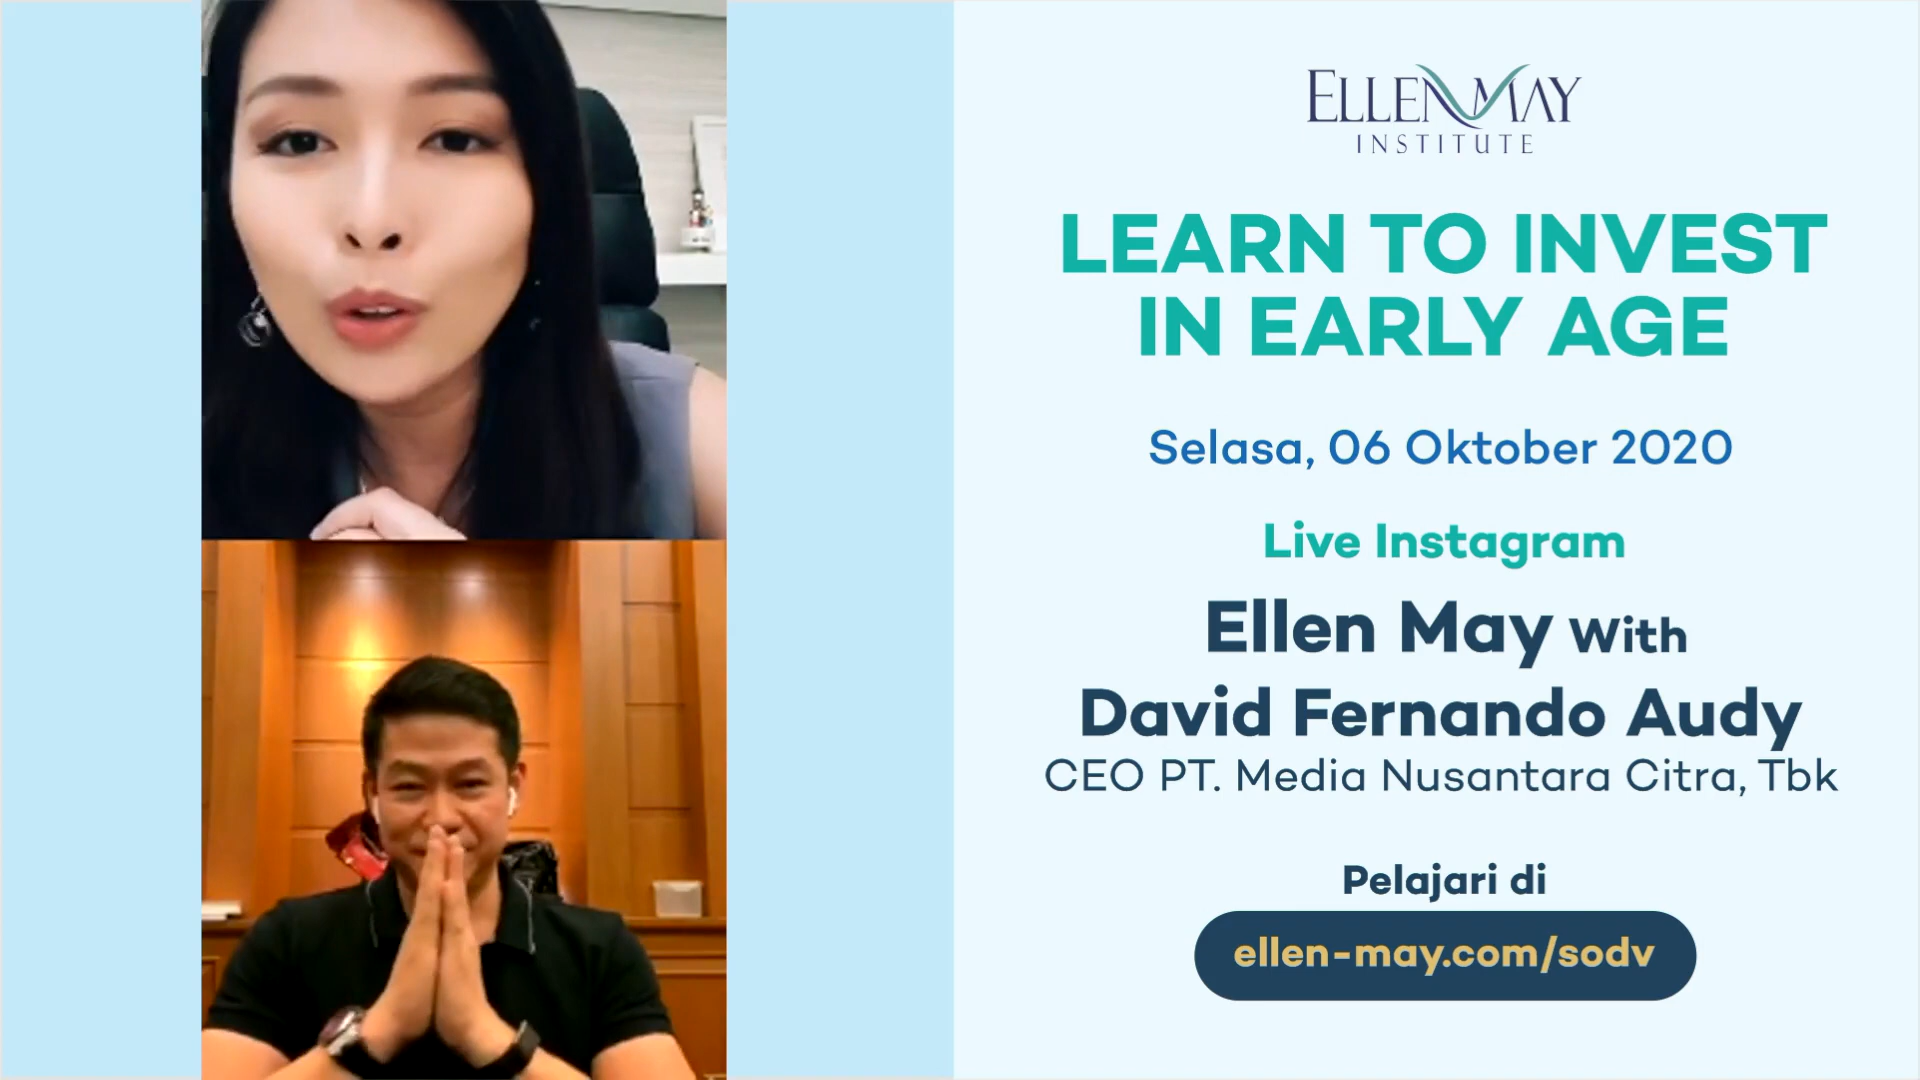 ELLEN MAY
INSTITUTE
LEARN TO INVEST
IN EARLY AGE
Selasa, 06 Oktober 2020
Live Instagram
Ellen May With
David Fernando Audy
CEO PT. Media Nusantara Citra, Tbk
Pelajari di
ellen-may.com/sodv